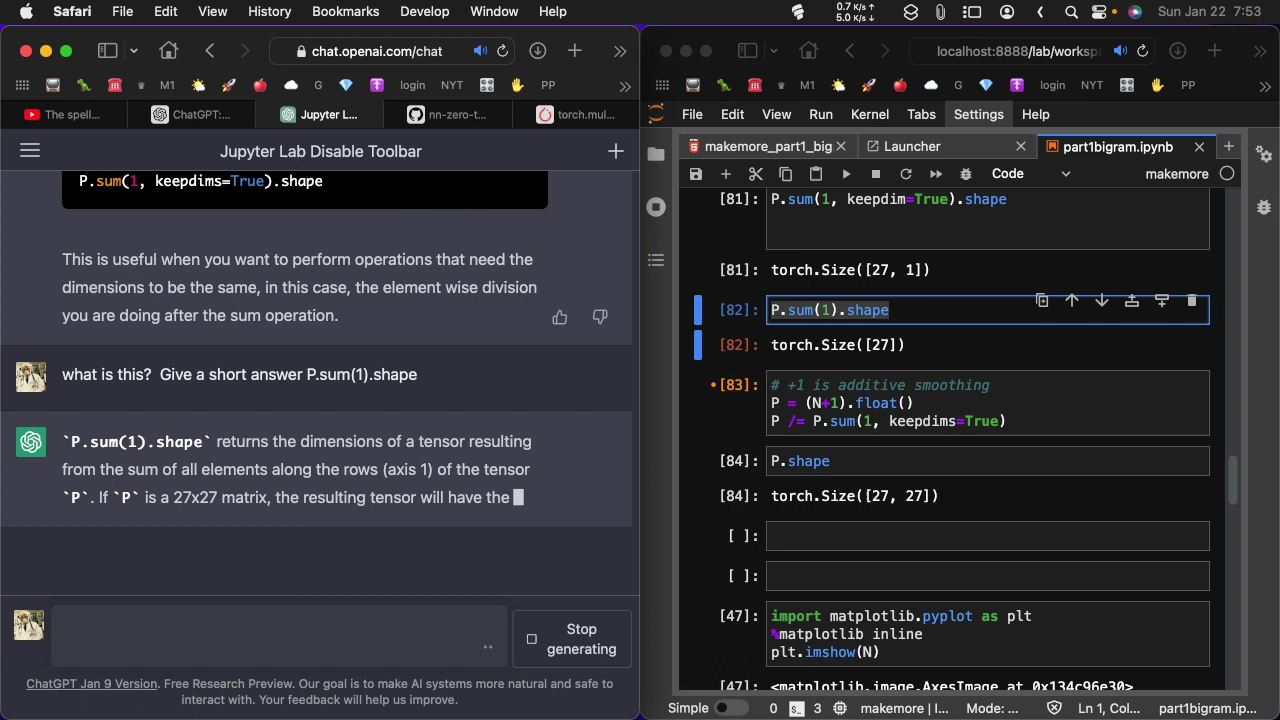 Safari File Edit View History Bookmarks Develop Window Help 0.7 K/s↑ 5.0 K/s↓ Sun Jan 22 7:53
chat.openai.com/chat
G M1 login NYT PP
The spell... ChatGPT:... Jupyter L... nn-zero-t... torch.mul...
Jupyter Lab Disable Toolbar
P.sum(1, keepdims=True).shape
This is useful when you want to perform operations that need the
dimensions to be the same, in this case, the element wise division
you are doing after the sum operation.
what is this? Give a short answer P.sum(1).shape
`P.sum(1).shape` returns the dimensions of a tensor resulting
from the sum of all elements along the rows (axis 1) of the tensor
`P`. If `P` is a 27x27 matrix, the resulting tensor will have the
Stop
generating
ChatGPT Jan 9 Version. Free Research Preview. Our goal is to make AI systems more natural and safe to
interact with. Your feedback will help us improve.
localhost:8888/lab/worksp
M1 G login NYT PP
File Edit View Run Kernel Tabs Settings Help
makemore_part1_big Launcher part1bigram.ipynb
Code makemore
[81]: P.sum(1, keepdim=True).shape
[81]: torch.Size([27, 1])
[82]: P.sum(1).shape
[82]: torch.Size([27])
•[83]: # +1 is additive smoothing
P = (N+1).float()
P /= P.sum(1, keepdims=True)
[84]: P.shape
[84]: torch.Size([27, 27])
[ ]:
[ ]:
[47]: import matplotlib.pyplot as plt
%matplotlib inline
plt.imshow(N)
[47]: <matplotlib.image.AxesImage at 0x134c96e30>
Simple 0 3 makemore | I... Mode: ... Ln 1, Col... part1bigram.ip...